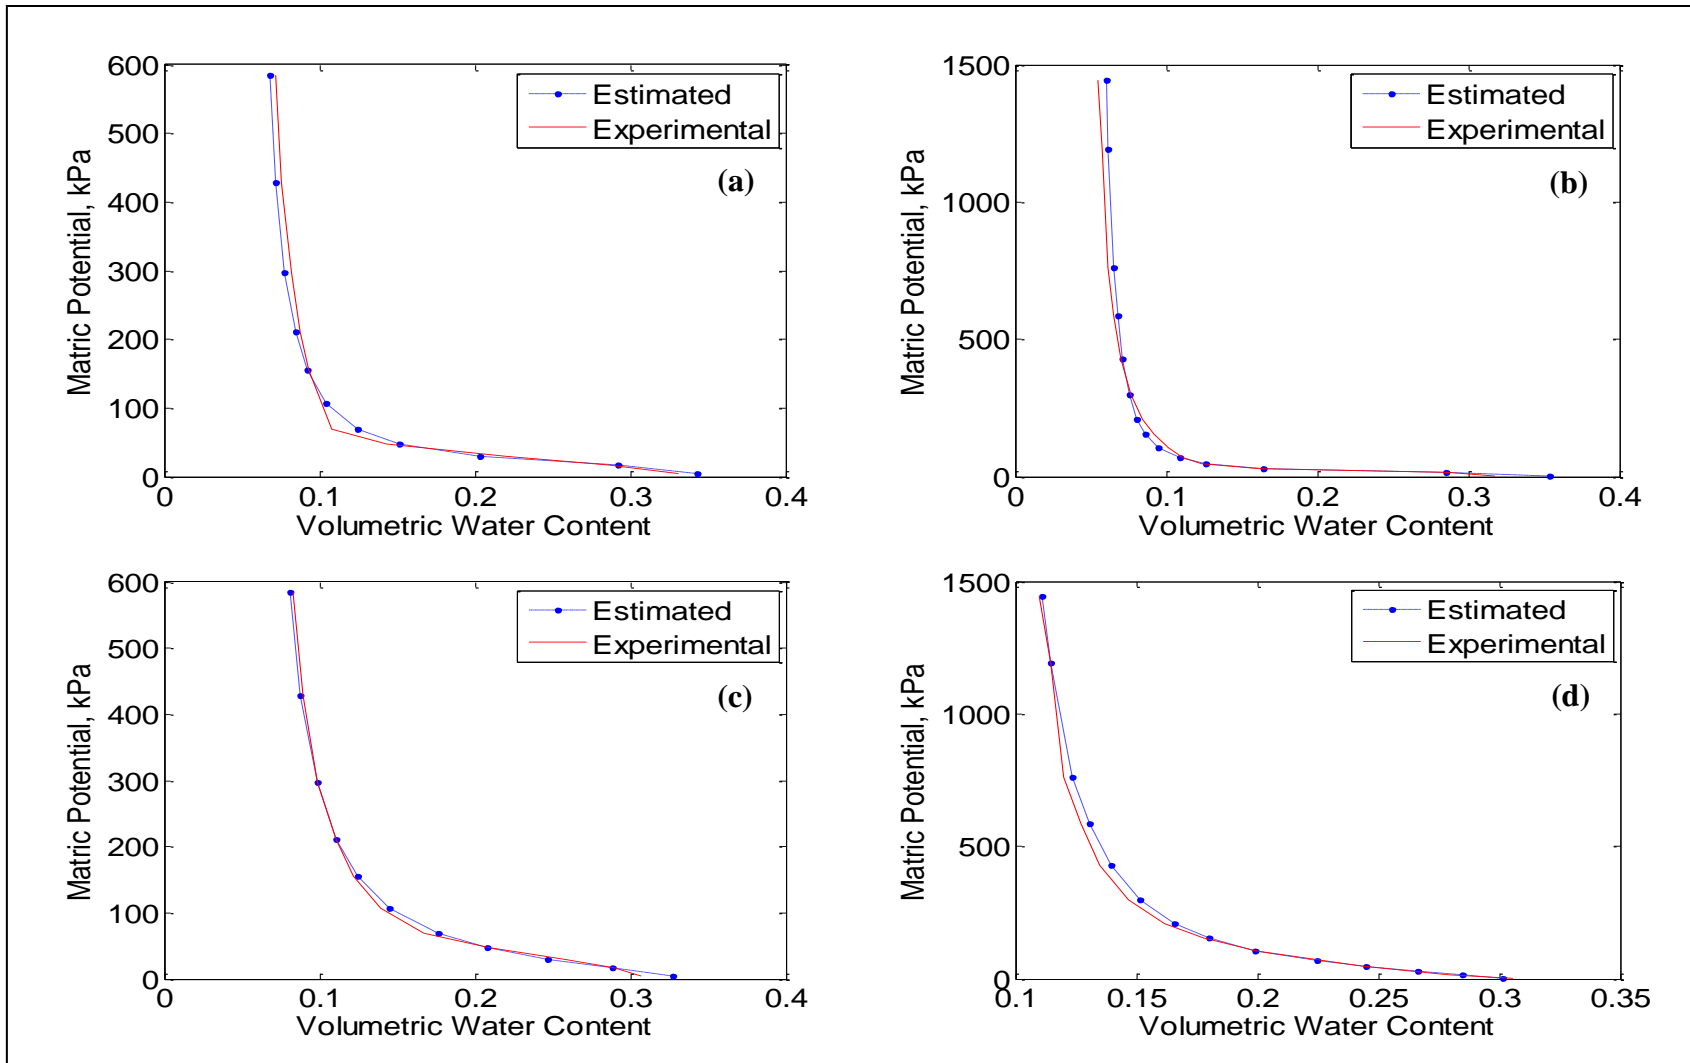 600
500
400
300
200
100
0
Matric Potential, kPa
0
0.1
0.2
0.3
0.4
Volumetric Water Content
Estimated
Experimental
(a)
1500
1000
500
0
Matric Potential, kPa
0
0.1
0.2
0.3
0.4
Volumetric Water Content
Estimated
Experimental
(b)
600
500
400
300
200
100
0
Matric Potential, kPa
0
0.1
0.2
0.3
0.4
Volumetric Water Content
Estimated
Experimental
(c)
1500
1000
500
0
Matric Potential, kPa
0.1
0.15
0.2
0.25
0.3
0.35
Volumetric Water Content
Estimated
Experimental
(d)